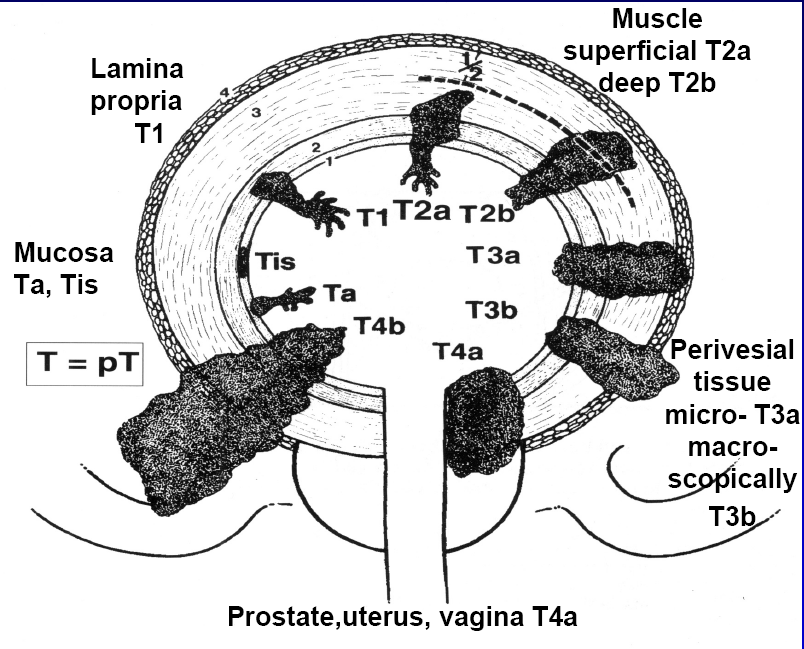 Muscle
superficial T2a
deep T2b
Lamina
propria
T1
1/2
4
3
2
1
T1
T2a
T2b
Mucosa
Ta, Tis
Tis
T3a
Ta
T3b
T4b
T4a
T = pT
Perivesial
tissue
micro- T3a
macro-
scopically
T3b
Prostate,uterus, vagina T4a